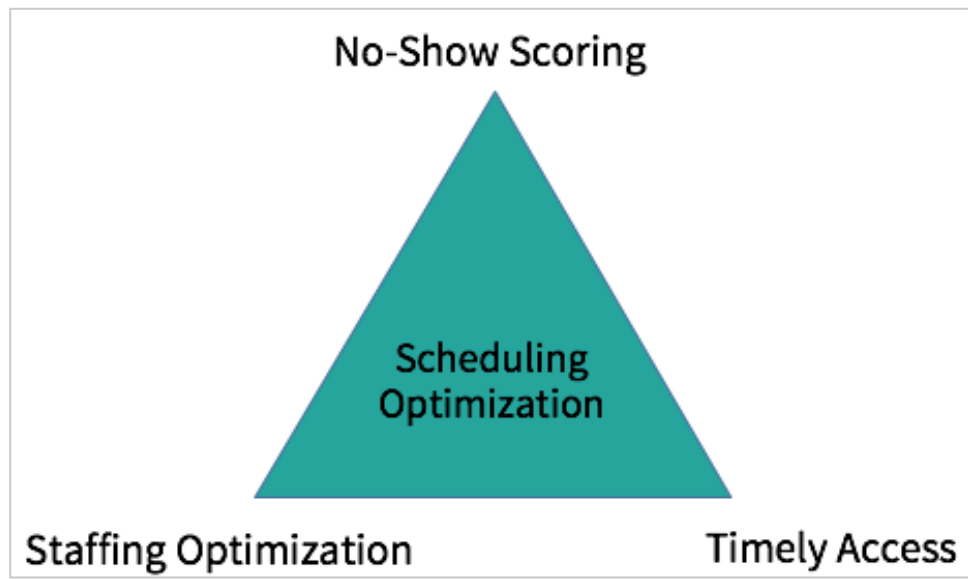 No-Show Scoring
Scheduling
Optimization
Staffing Optimization
Timely Access